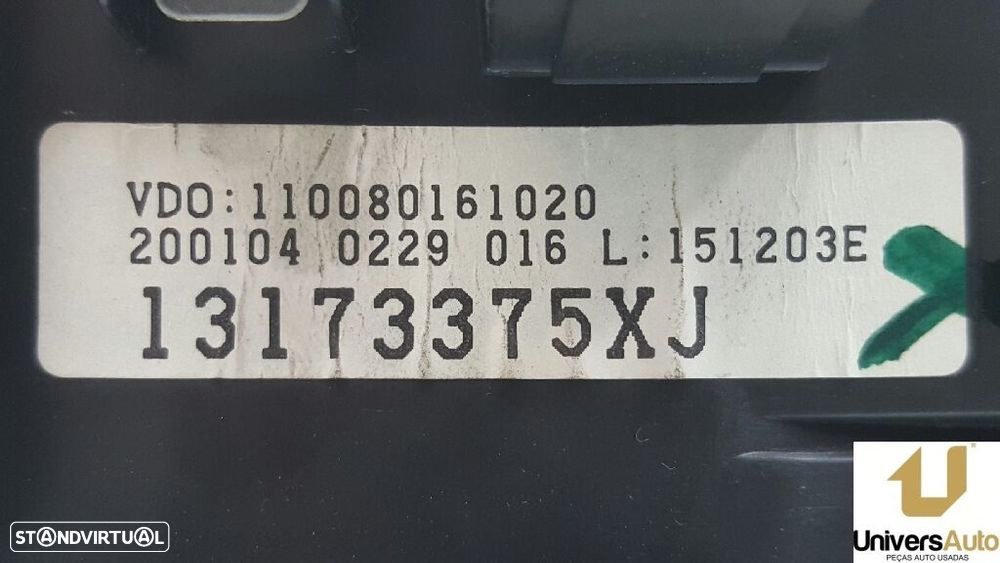 VDO:110080161020
200104 0229 016 L:151203E
13173375XJ
STANDVIRTUAL
UniversAuto
PEÇAS AUTO USADAS